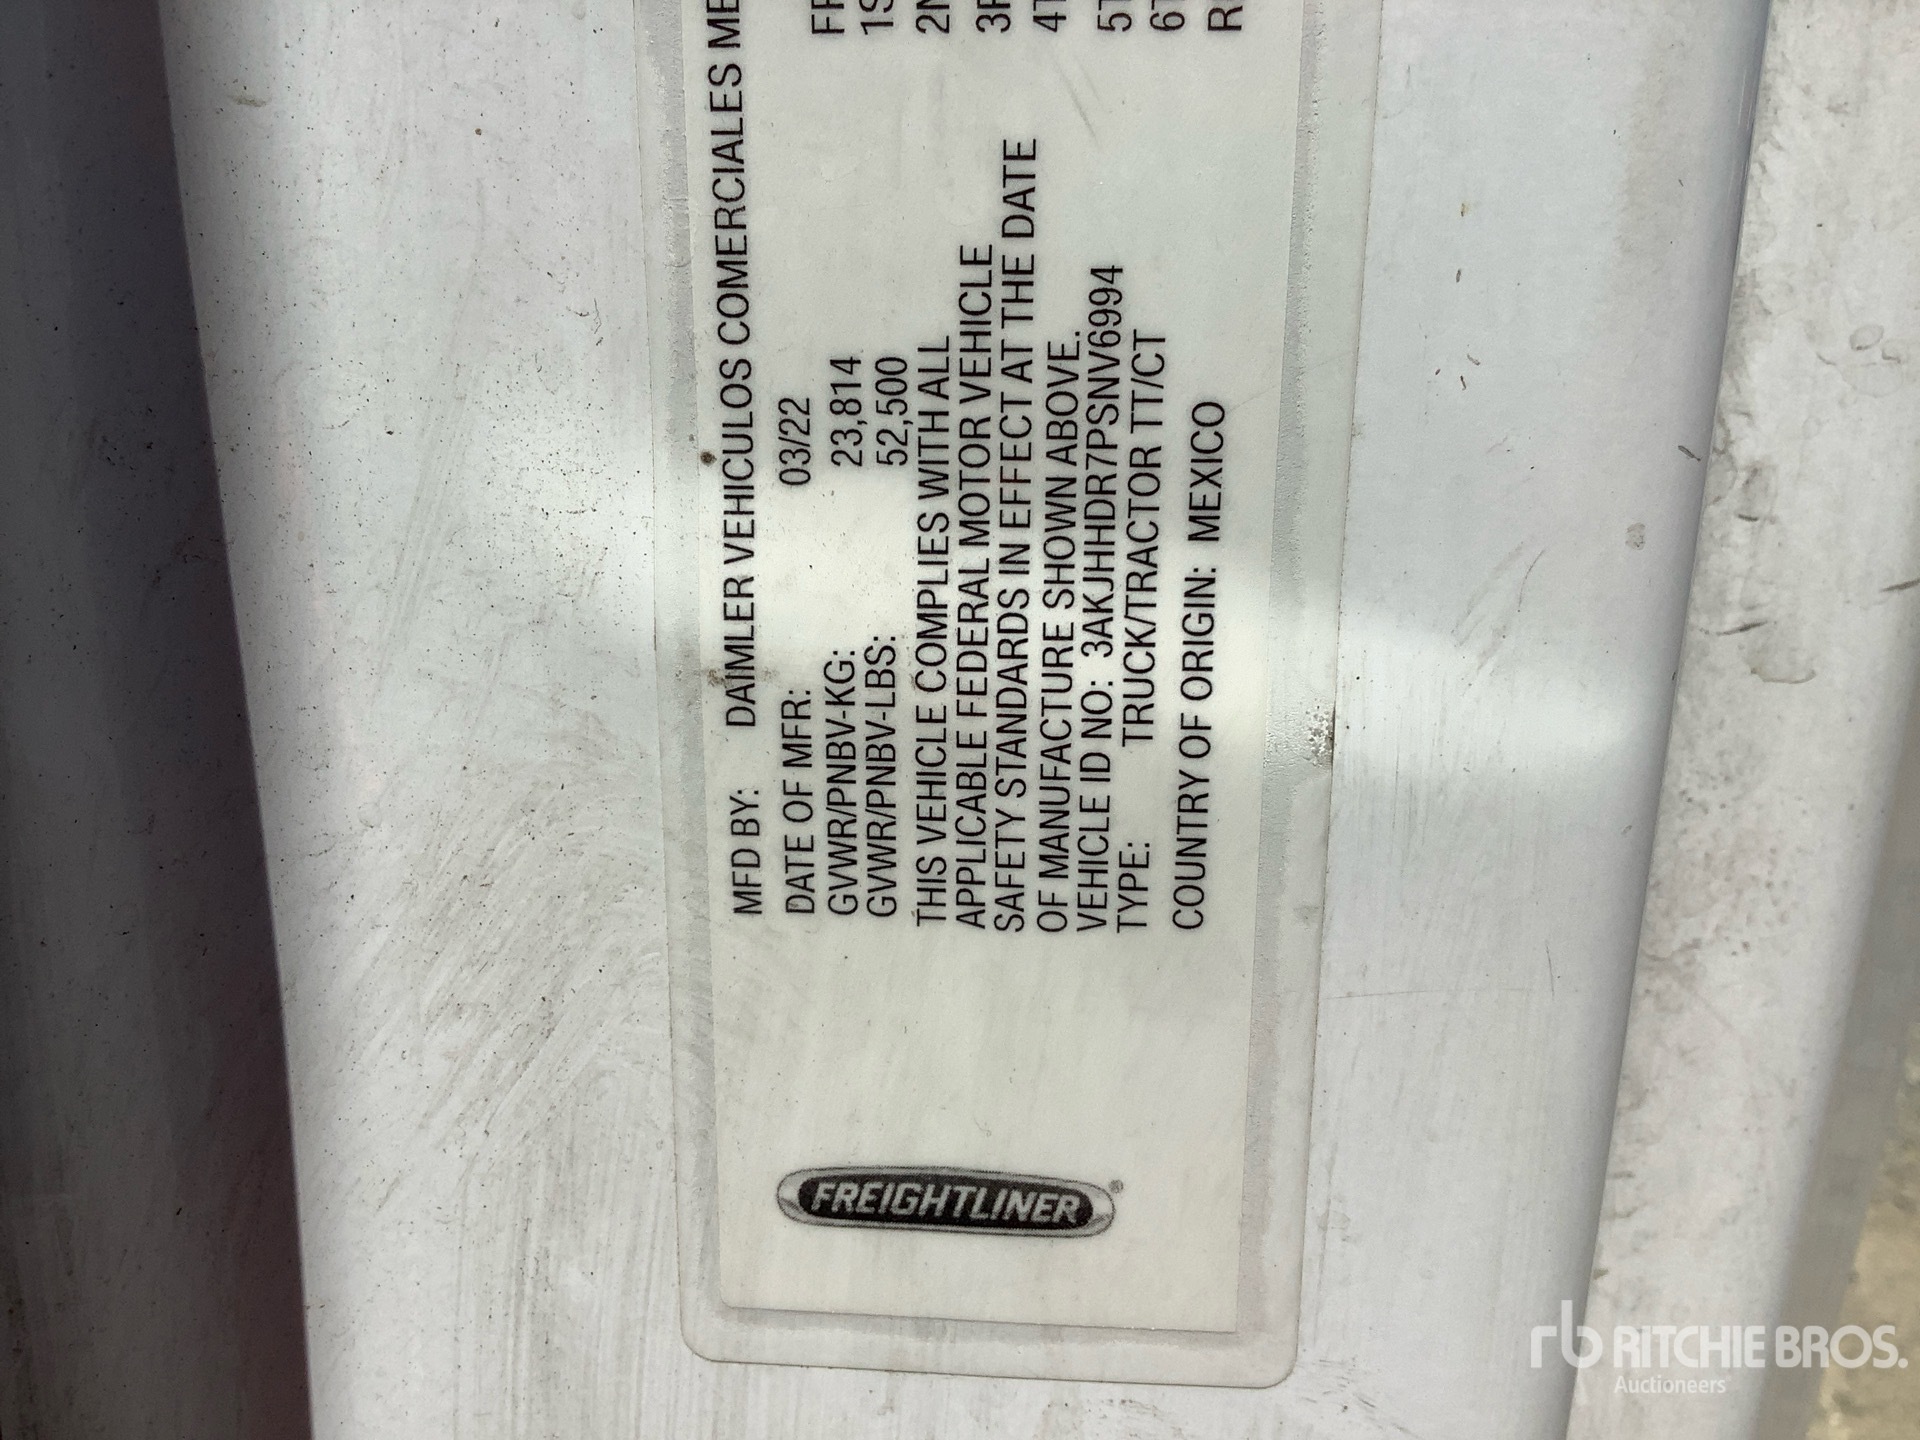 FREIGHTLINER®
MFD BY: DAIMLER VEHICULOS COMERCIALES
DATE OF MFR: 03/22
GVWR/PNBV-KG: 23,814
GVWR/PNBV-LBS: 52,500
THIS VEHICLE COMPLIES WITH ALL
APPLICABLE FEDERAL MOTOR VEHICLE
SAFETY STANDARDS IN EFFECT AT THE DATE
OF MANUFACTURE SHOWN ABOVE.
VEHICLE ID NO: 3AKJHHDR7PSNV6994
TYPE: TRUCK/TRACTOR TT/CT
COUNTRY OF ORIGIN: MEXICO
rb RITCHIE BROS.
Auctioneers